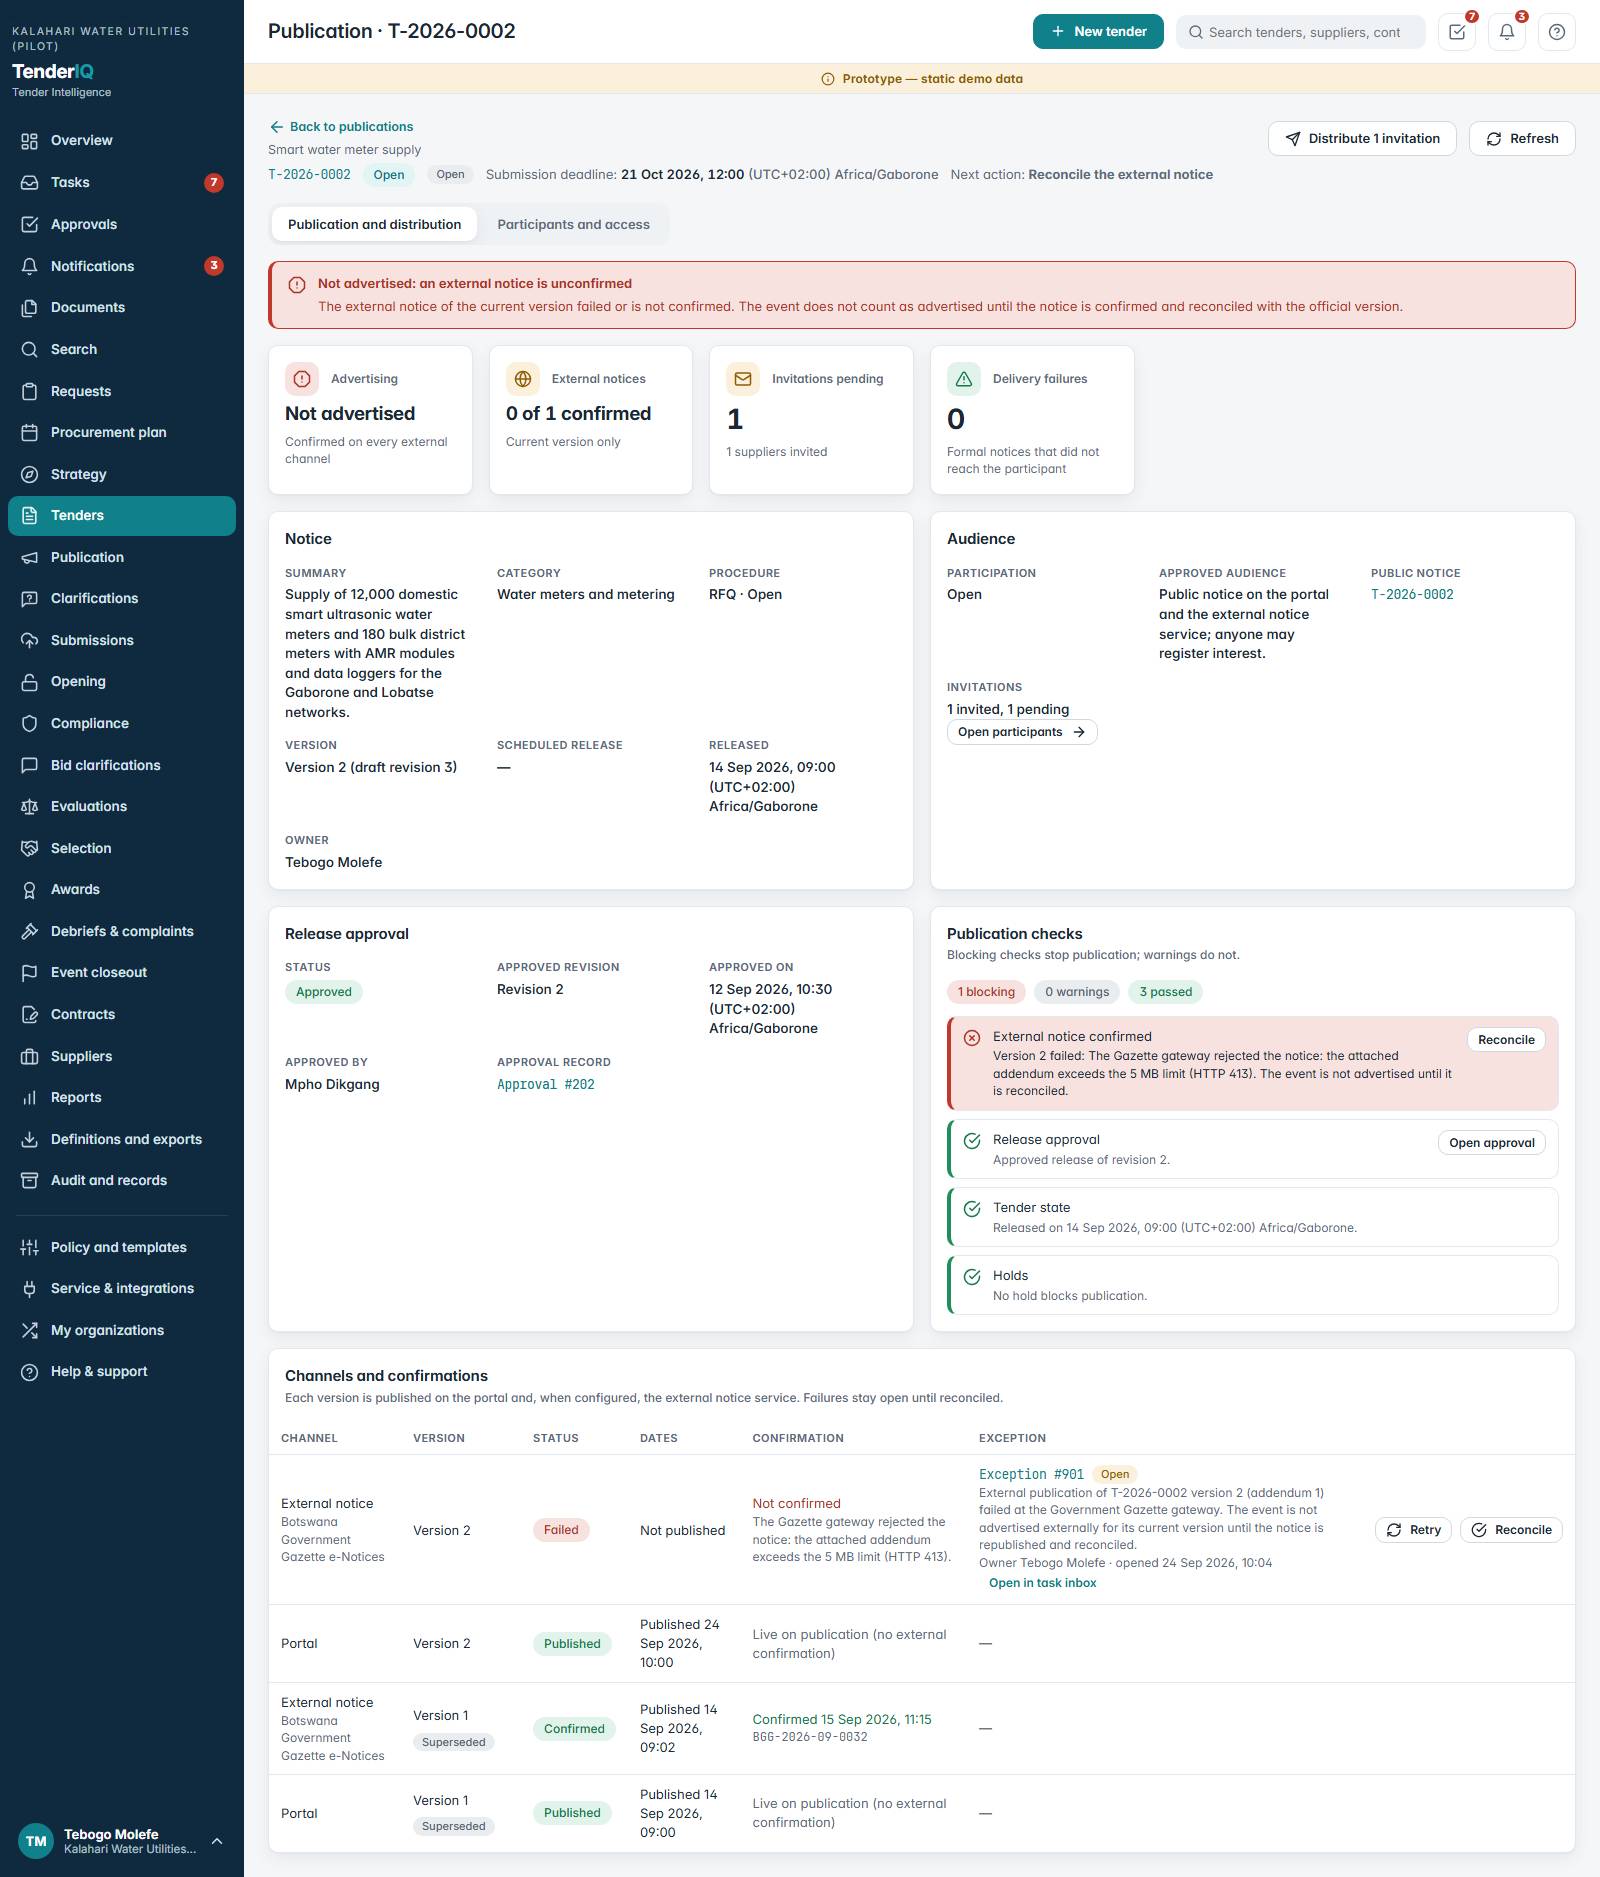 KALAHARI WATER UTILITIES
(PILOT)
TenderIQ
Tender Intelligence
Overview
Tasks 7
Approvals
Notifications 3
Documents
Search
Requests
Procurement plan
Strategy
Tenders
Publication
Clarifications
Submissions
Opening
Compliance
Bid clarifications
Evaluations
Selection
Awards
Debriefs & complaints
Event closeout
Contracts
Suppliers
Reports
Definitions and exports
Audit and records
Policy and templates
Service & integrations
My organizations
Help & support
TM
Tebogo Molefe
Kalahari Water Utilities...
Publication · T-2026-0002
New tender
Search tenders, suppliers, cont
7
3
Prototype — static demo data
Back to publications
Smart water meter supply
T-2026-0002 Open Open Submission deadline: 21 Oct 2026, 12:00 (UTC+02:00) Africa/Gaborone Next action: Reconcile the external notice
Distribute 1 invitation
Refresh
Publication and distribution
Participants and access
Not advertised: an external notice is unconfirmed
The external notice of the current version failed or is not confirmed. The event does not count as advertised until the notice is confirmed and reconciled with the official version.
Advertising
Not advertised
Confirmed on every external
channel
External notices
0 of 1 confirmed
Current version only
Invitations pending
1
1 suppliers invited
Delivery failures
0
Formal notices that did not
reach the participant
Notice
SUMMARY
Supply of 12,000 domestic
smart ultrasonic water
meters and 180 bulk district
meters with AMR modules
and data loggers for the
Gaborone and Lobatse
networks.
CATEGORY
Water meters and metering
PROCEDURE
RFQ · Open
VERSION
Version 2 (draft revision 3)
SCHEDULED RELEASE
—
RELEASED
14 Sep 2026, 09:00
(UTC+02:00)
Africa/Gaborone
OWNER
Tebogo Molefe
Audience
PARTICIPATION
Open
APPROVED AUDIENCE
Public notice on the portal
and the external notice
service; anyone may
register interest.
PUBLIC NOTICE
T-2026-0002
INVITATIONS
1 invited, 1 pending
Open participants
Release approval
STATUS
Approved
APPROVED REVISION
Revision 2
APPROVED ON
12 Sep 2026, 10:30
(UTC+02:00)
Africa/Gaborone
APPROVED BY
Mpho Dikgang
APPROVAL RECORD
Approval #202
Publication checks
Blocking checks stop publication; warnings do not.
1 blocking
0 warnings
3 passed
External notice confirmed
Version 2 failed: The Gazette gateway rejected the notice: the attached
addendum exceeds the 5 MB limit (HTTP 413). The event is not advertised until it
is reconciled.
Reconcile
Release approval
Approved release of revision 2.
Open approval
Tender state
Released on 14 Sep 2026, 09:00 (UTC+02:00) Africa/Gaborone.
Holds
No hold blocks publication.
Channels and confirmations
Each version is published on the portal and, when configured, the external notice service. Failures stay open until reconciled.
CHANNEL VERSION STATUS DATES CONFIRMATION EXCEPTION
External notice
Botswana
Government
Gazette e-Notices
Version 2
Failed
Not published
Not confirmed
The Gazette gateway rejected the
notice: the attached addendum
exceeds the 5 MB limit (HTTP 413).
Exception #901 Open
External publication of T-2026-0002 version 2 (addendum 1)
failed at the Government Gazette gateway. The event is not
advertised externally for its current version until the notice is
republished and reconciled.
Owner Tebogo Molefe · opened 24 Sep 2026, 10:04
Open in task inbox
Retry
Reconcile
Portal
Version 2
Published
Published 24
Sep 2026,
10:00
Live on publication (no external
confirmation)
—
External notice
Botswana
Government
Gazette e-Notices
Version 1
Superseded
Confirmed
Published 14
Sep 2026,
09:02
Confirmed 15 Sep 2026, 11:15
BGG-2026-09-0032
—
Portal
Version 1
Superseded
Published
Published 14
Sep 2026,
09:00
Live on publication (no external
confirmation)
—